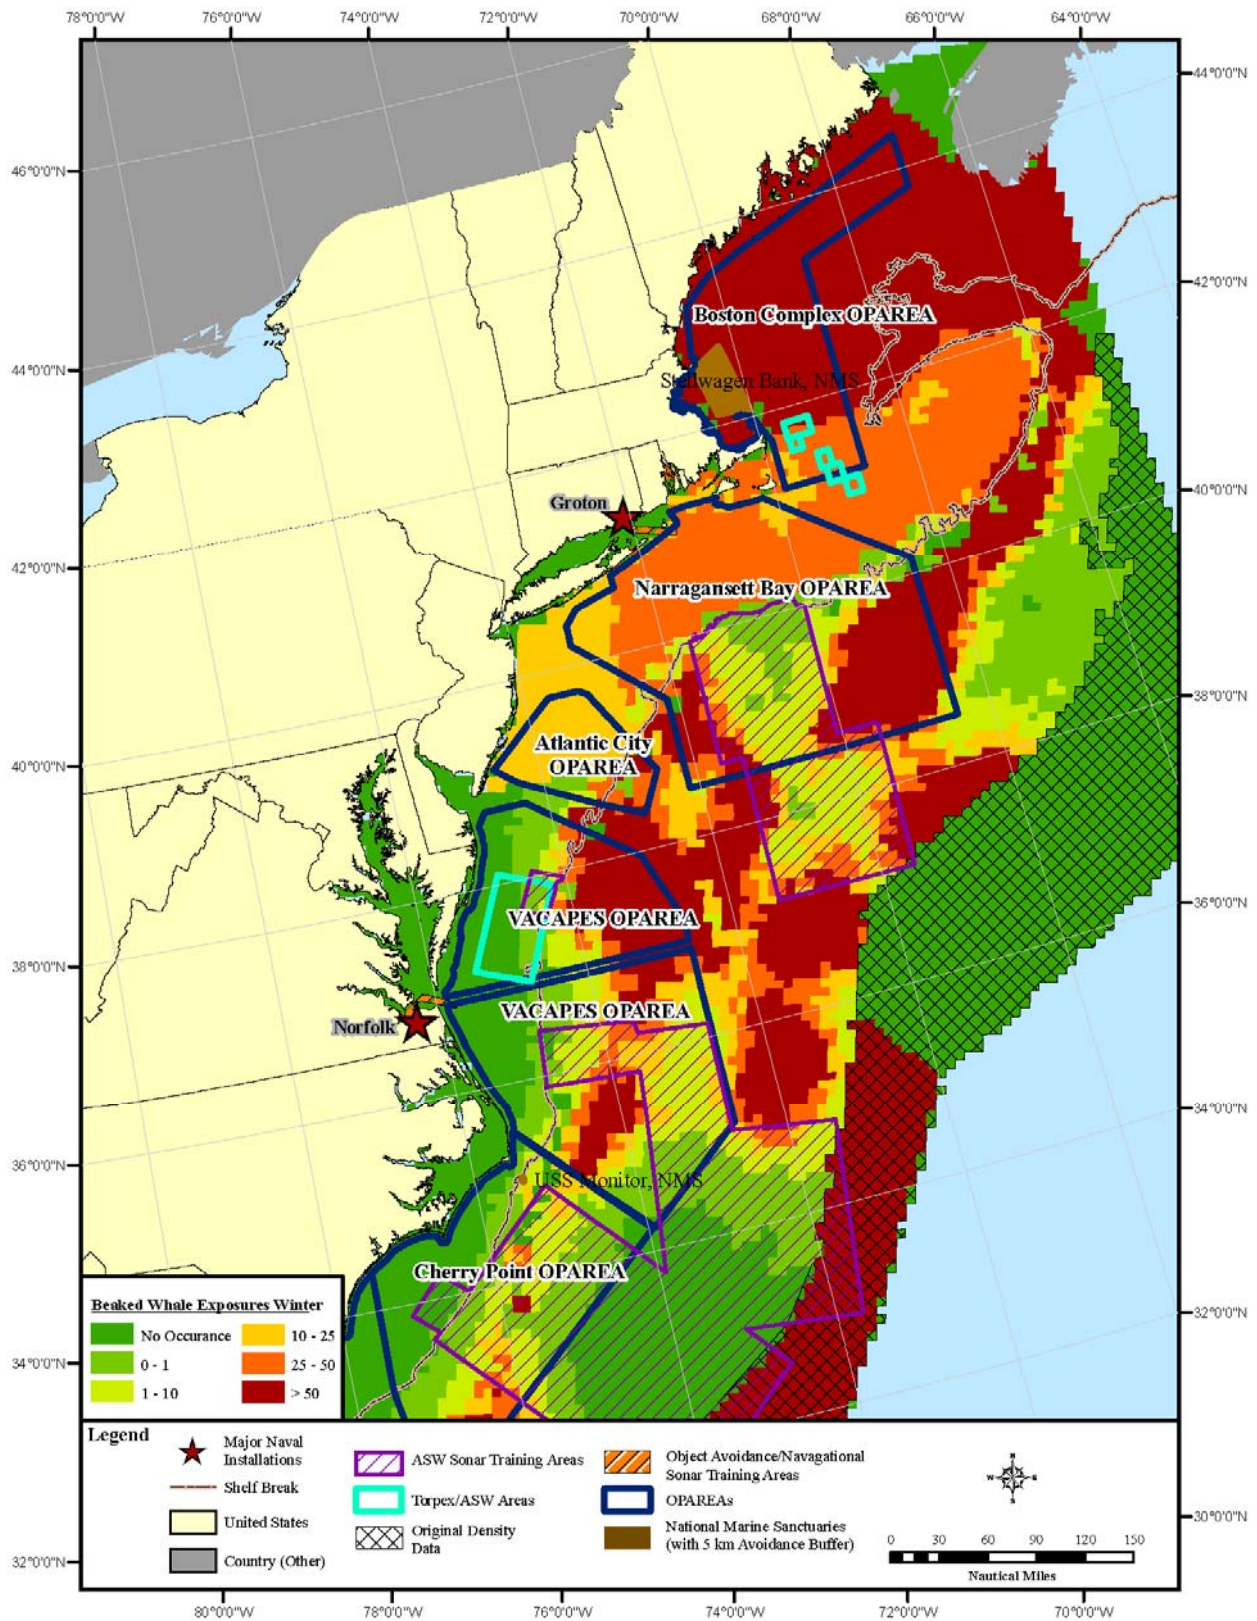 78°0'0"W 76°0'0"W 74°0'0"W 72°0'0"W 70°0'0"W 68°0'0"W 66°0'0"W 64°0'0"W
44°0'0"N
46°0'0"N
42°0'0"N
Boston Complex OPAREA
44°0'0"N
Stellwagen Bank, NMS
40°0'0"N
Groton
42°0'0"N
Narragansett Bay OPAREA
38°0'0"N
Atlantic City
OPAREA
40°0'0"N
36°0'0"N
VACAPES OPAREA
38°0'0"N
VACAPES OPAREA
Norfolk
34°0'0"N
36°0'0"N
USS Monitor, NMS
Cherry Point OPAREA
32°0'0"N
34°0'0"N
Beaked Whale Exposures Winter
No Occurance
0 - 1
1 - 10
10 - 25
25 - 50
> 50
Legend
Major Naval
Installations
Shelf Break
United States
Country (Other)
ASW Sonar Training Areas
Torpex/ASW Areas
Original Density
Data
Object Avoidance/Navagational
Sonar Training Areas
OPAREAs
National Marine Sanctuaries
(with 5 km Avoidance Buffer)
N
W E
S
0 30 60 90 120 150
Nautical Miles
30°0'0"N
32°0'0"N
80°0'0"W 78°0'0"W 76°0'0"W 74°0'0"W 72°0'0"W 70°0'0"W